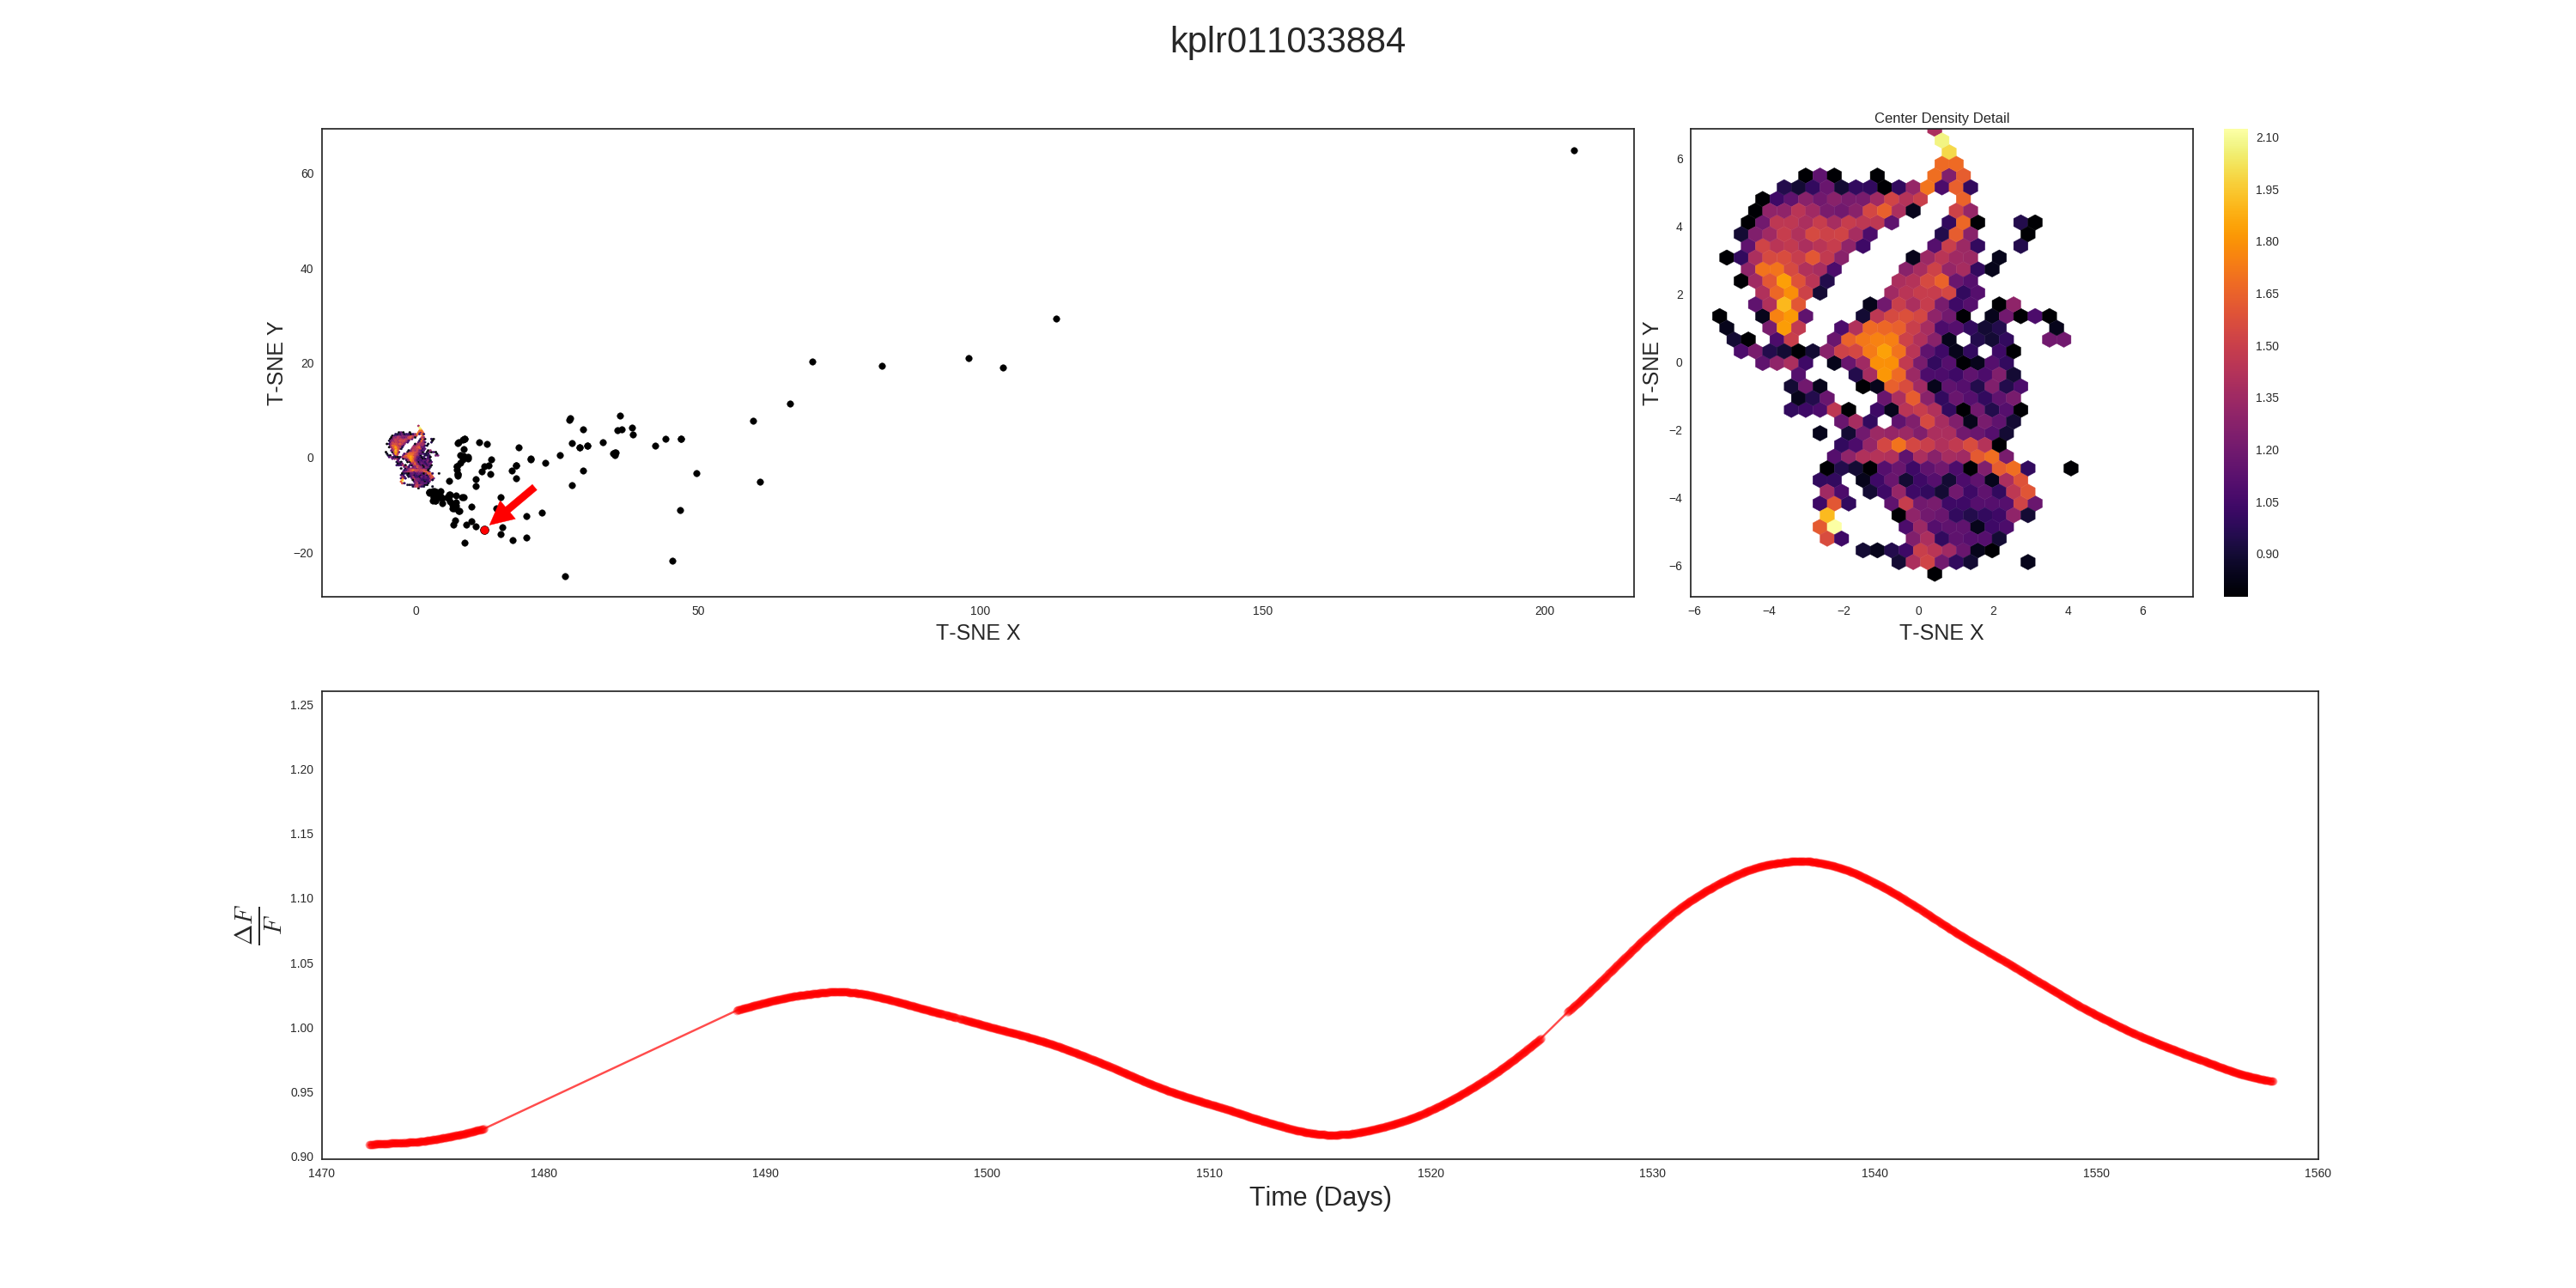 kplr011033884
Center Density Detail
60
40
20
0
−20
T-SNE Y
0 50 100 150 200
T-SNE X
6
4
2
0
−2
−4
−6
T-SNE Y
−6 −4 −2 0 2 4 6
T-SNE X
2.10
1.95
1.80
1.65
1.50
1.35
1.20
1.05
0.90
1.25
1.20
1.15
1.10
1.05
1.00
0.95
0.90
ΔF
F
1470 1480 1490 1500 1510 1520 1530 1540 1550 1560
Time (Days)